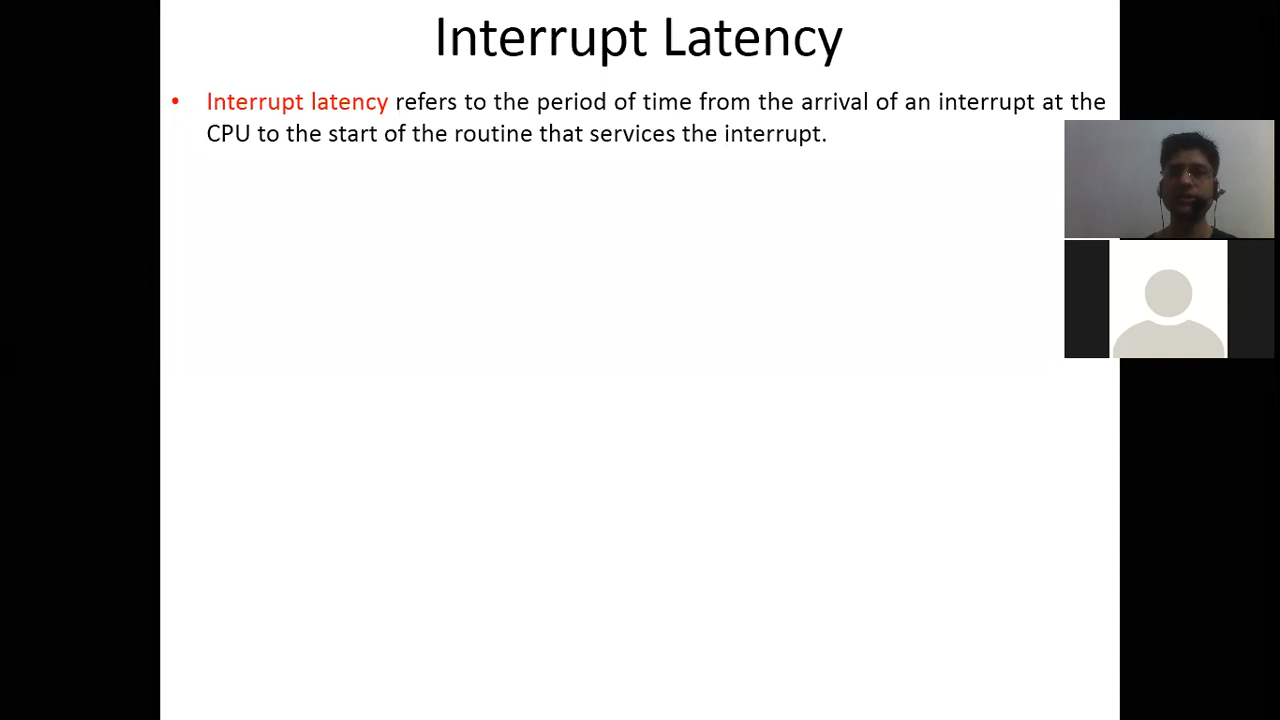 Interrupt Latency
• Interrupt latency refers to the period of time from the arrival of an interrupt at the
CPU to the start of the routine that services the interrupt.